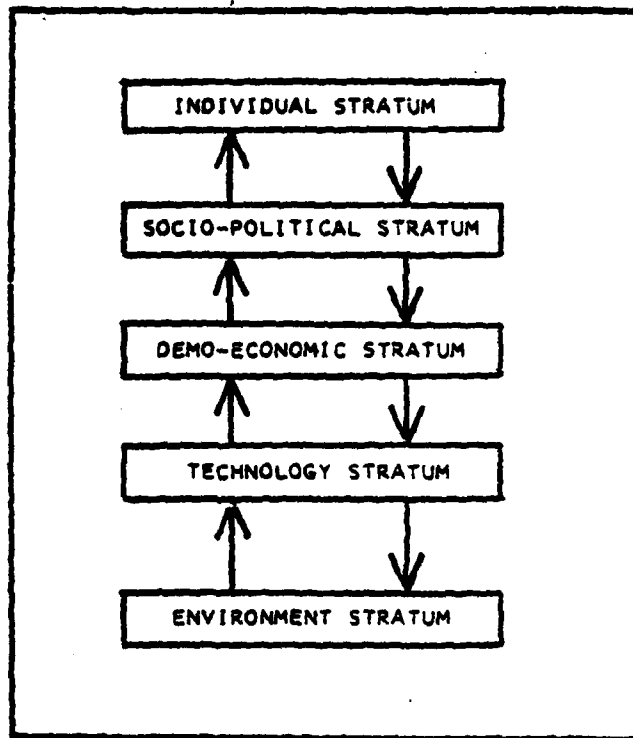 INDIVIDUAL STRATUM
SOCIO-POLITICAL STRATUM
DEMO-ECONOMIC STRATUM
TECHNOLOGY STRATUM
ENVIRONMENT STRATUM